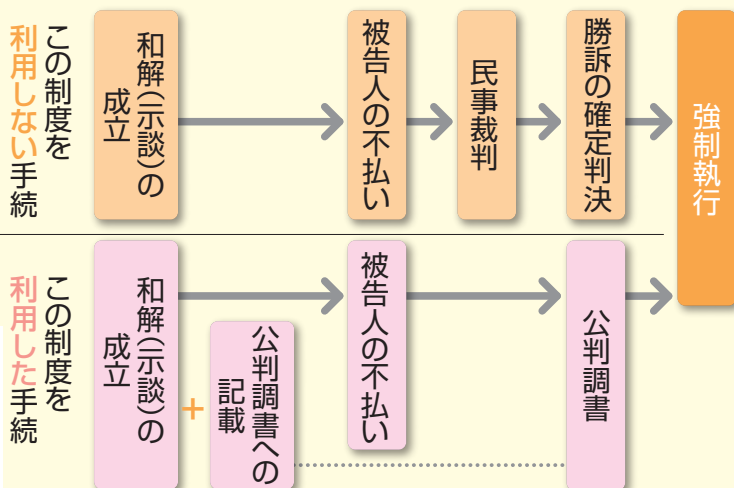 この制度を
利用しない手続
和解(示談)の
成立
被告人の不払い
民事裁判
勝訴の確定判決
強制執行
この制度を
利用した手続
和解(示談)の
成立
+
公判調書への
記載
被告人の不払い
公判調書